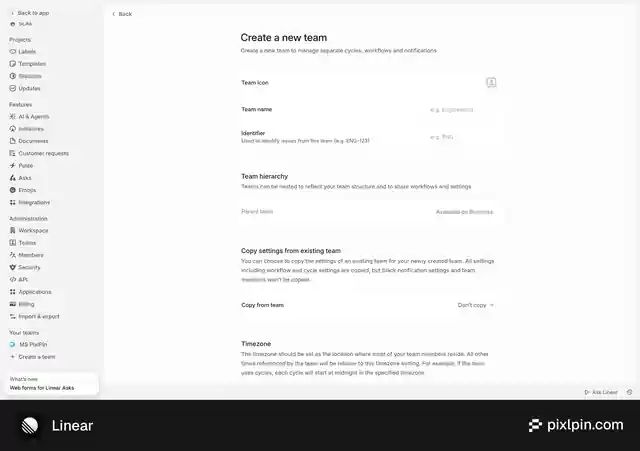 Back to app
SLAs
Projects
Labels
Templates
Statuses
Updates
Features
AI & Agents
Initiatives
Documents
Customer requests
Pulse
Asks
Emojis
Integrations
Administration
Workspace
Teams
Members
Security
API
Applications
Billing
Import & export
Your teams
MS PixlPin
Create a team
What's new
Web forms for Linear Asks
Back
Create a new team
Create a new team to manage separate cycles, workflows and notifications
Team icon
Team name
e.g. Engineering
Identifier
Used to identify issues from this team (e.g. ENG-123)
e.g. ENG
Team hierarchy
Teams can be nested to reflect your team structure and to share workflows and settings
Parent team
Available on Business
Copy settings from existing team
You can choose to copy the settings of an existing team for your newly created team. All settings
including workflow and cycle settings are copied, but Slack notification settings and team
members won't be copied.
Copy from team
Don't copy
Timezone
The timezone should be set as the location where most of your team members reside. All other
times referenced by the team will be relative to this timezone setting. For example, if the team
uses cycles, each cycle will start at midnight in the specified timezone.
Ask Linear
Linear
pixlpin.com